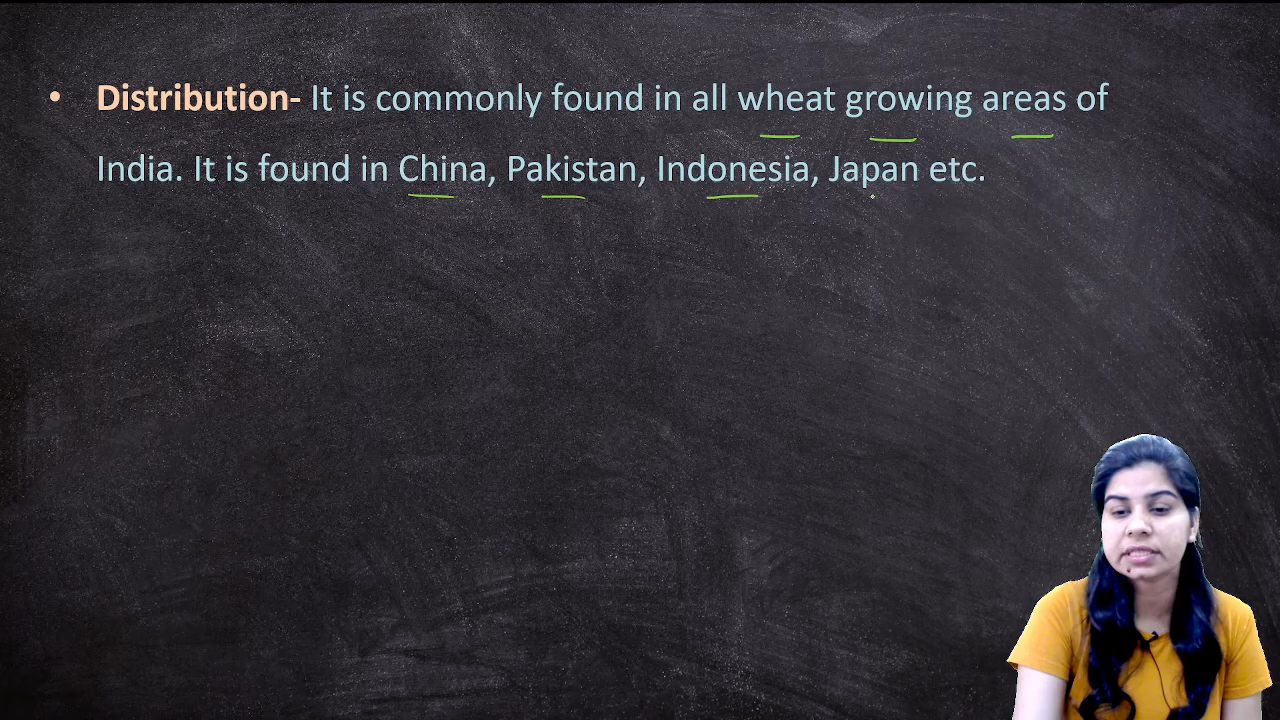 • Distribution- It is commonly found in all wheat growing areas of
India. It is found in China, Pakistan, Indonesia, Japan etc.